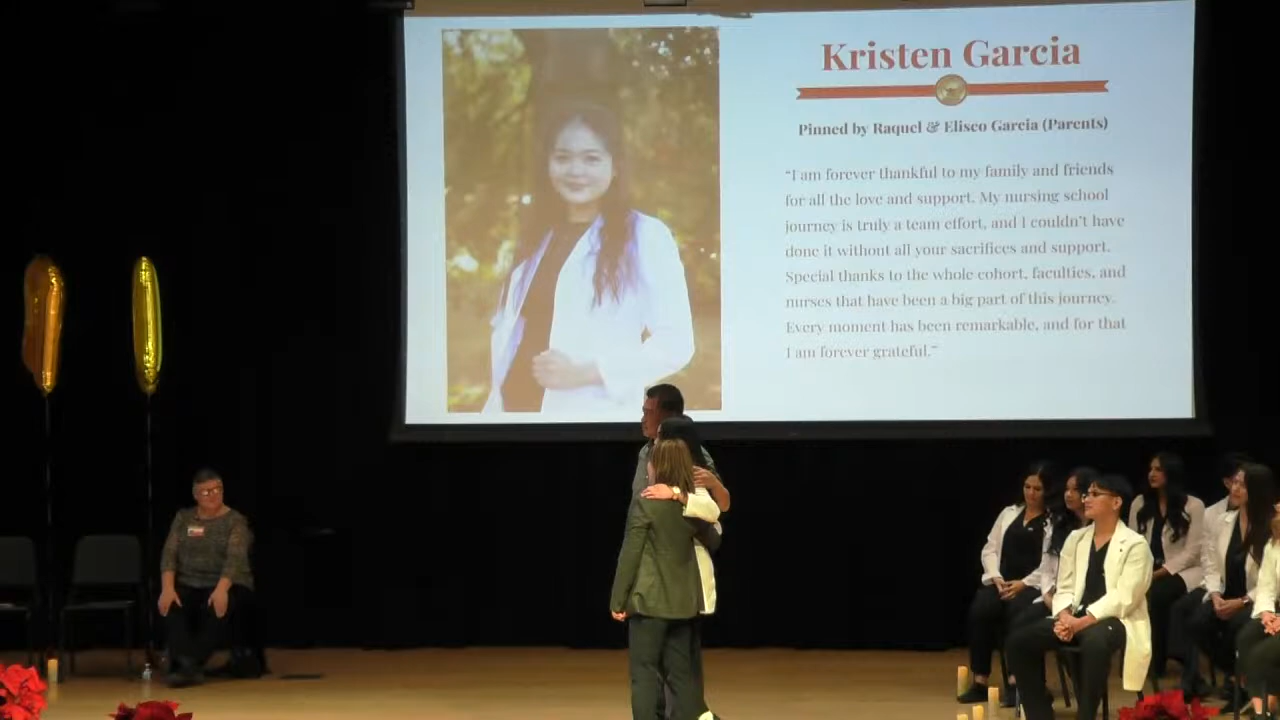 Kristen Garcia
Pinned by Raquel & Eliseo Garcia (Parents)
“I am forever thankful to my family and friends
for all the love and support. My nursing school
journey is truly a team effort, and I couldn’t have
done it without all your sacrifices and support.
Special thanks to the whole cohort, faculties, and
nurses that have been a big part of this journey.
Every moment has been remarkable, and for that
I am forever grateful.”